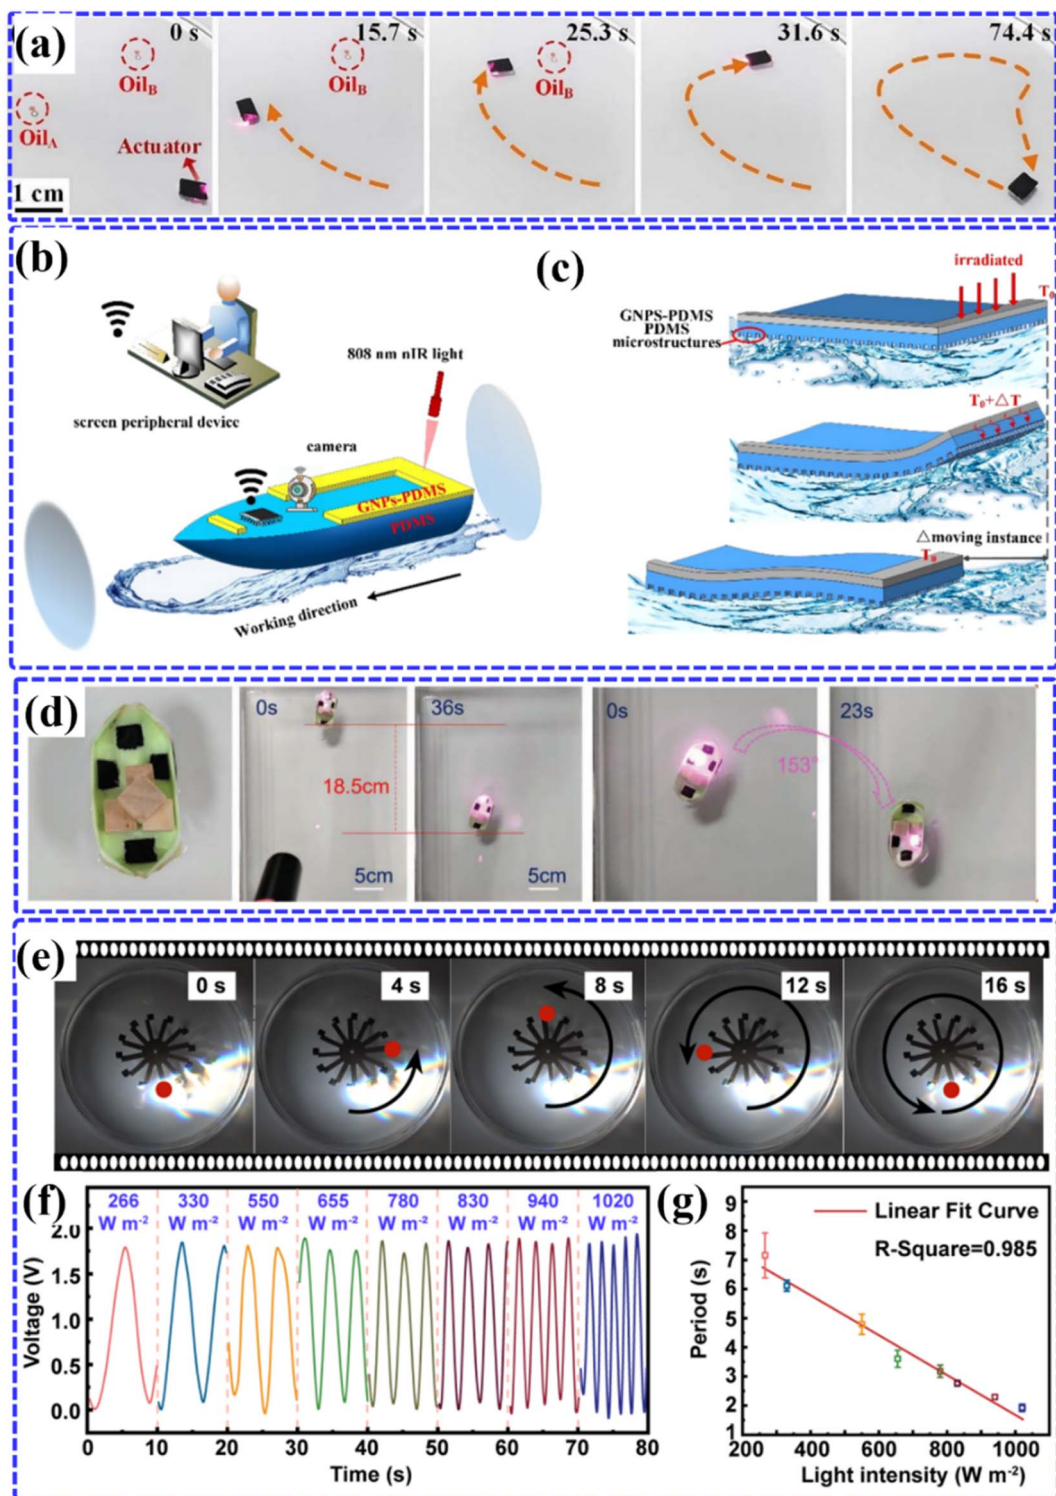 (a)
0 s
15.7 s
25.3 s
31.6 s
74.4 s
Oil_B
Oil_B
Oil_B
Oil_A
Actuator
1 cm
(b)
screen peripheral device
808 nm nIR light
camera
GNPs-PDMS
PDMS
Working direction
(c)
irradiated
T₀
GNPS-PDMS
PDMS
microstructures
T₀+△T
△moving instance
T₀
(d)
0s
36s
0s
23s
18.5cm
153°
5cm
5cm
(e)
0 s
4 s
8 s
12 s
16 s
(f)
266
W m⁻²
330
W m⁻²
550
W m⁻²
655
W m⁻²
780
W m⁻²
830
W m⁻²
940
W m⁻²
1020
W m⁻²
Voltage (V)
2.0
1.5
1.0
0.5
0.0
0 10 20 30 40 50 60 70 80
Time (s)
(g)
Linear Fit Curve
R-Square=0.985
Period (s)
9
8
7
6
5
4
3
2
1
200 400 600 800 1000
Light intensity (W m⁻²)